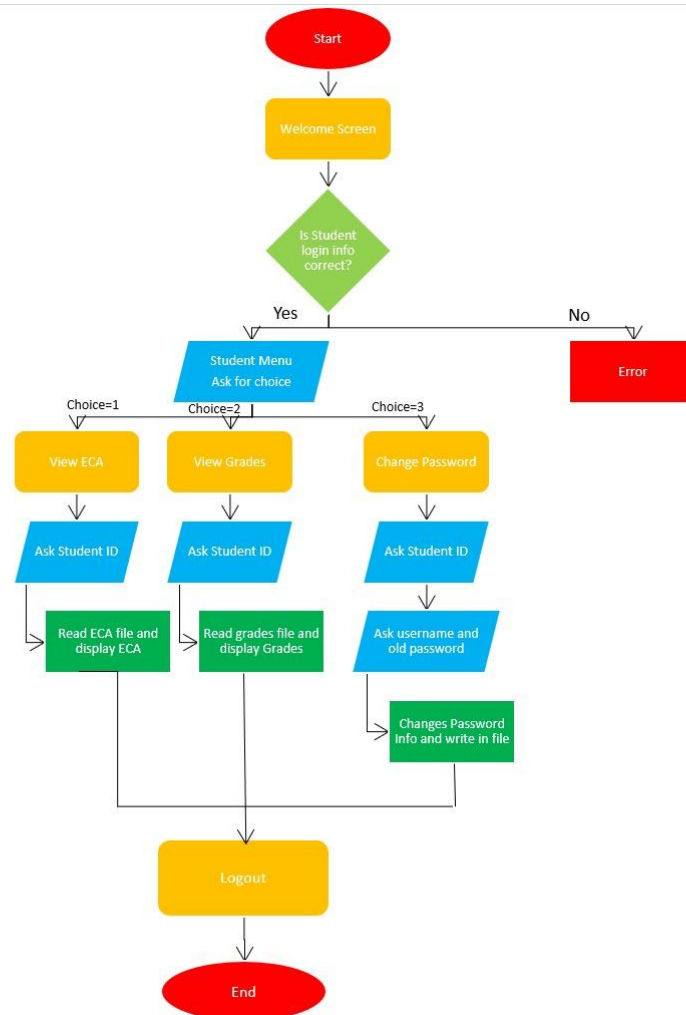 Start
Welcome Screen
Is Student
login info
correct?
Yes
No
Student Menu
Ask for choice
Error
Choice=1
Choice=2
Choice=3
View ECA
View Grades
Change Password
Ask Student ID
Ask Student ID
Ask Student ID
Read ECA file and
display ECA
Read grades file and
display Grades
Ask username and
old password
Changes Password
Info and write in file
Logout
End